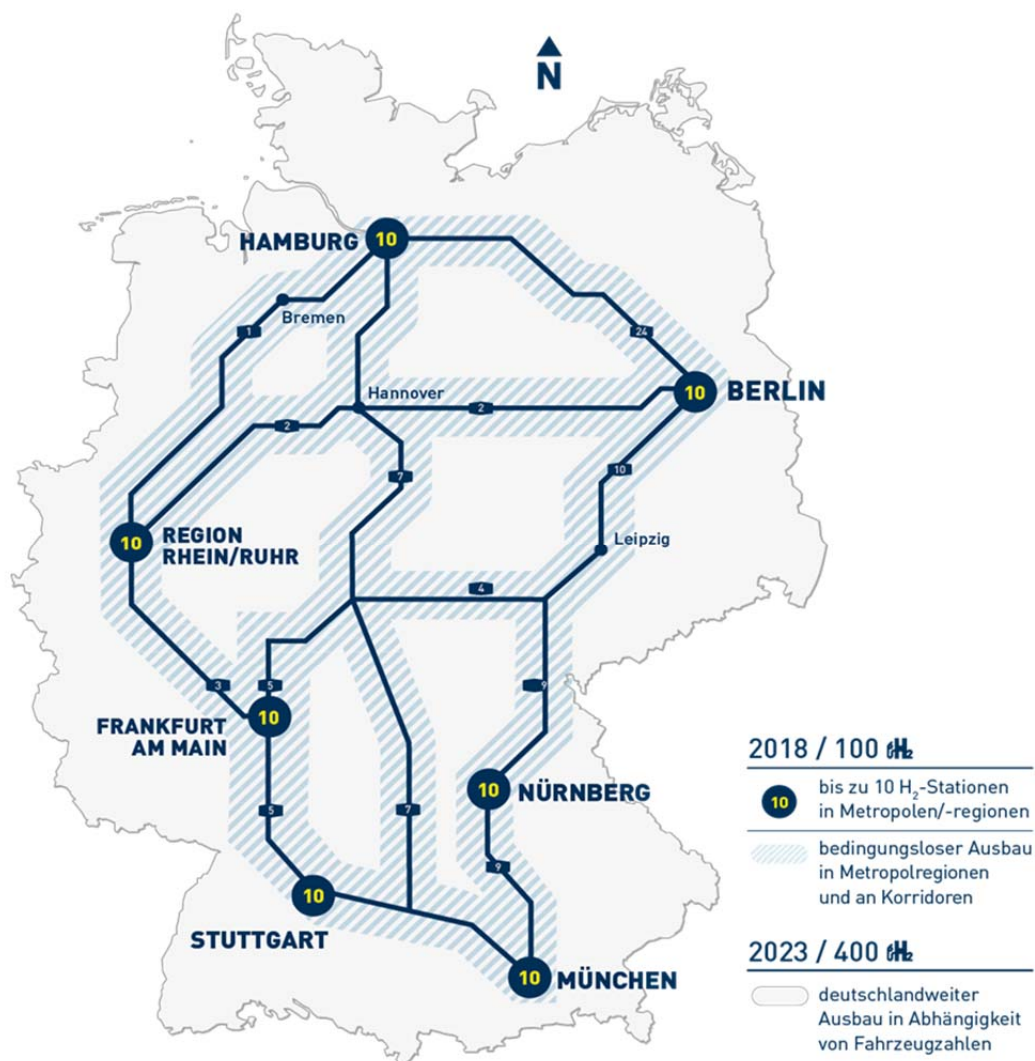 N
HAMBURG
10
Bremen
1
24
10
BERLIN
Hannover
2
2
7
10
10
REGION
RHEIN/RUHR
Leipzig
4
3
5
9
10
FRANKFURT
AM MAIN
10
NÜRNBERG
5
7
9
10
STUTTGART
10
MÜNCHEN
2018 / 100 H2
10
bis zu 10 H₂-Stationen
in Metropolen/-regionen
bedingungsloser Ausbau
in Metropolregionen
und an Korridoren
2023 / 400 H2
deutschlandweiter
Ausbau in Abhängigkeit
von Fahrzeugzahlen